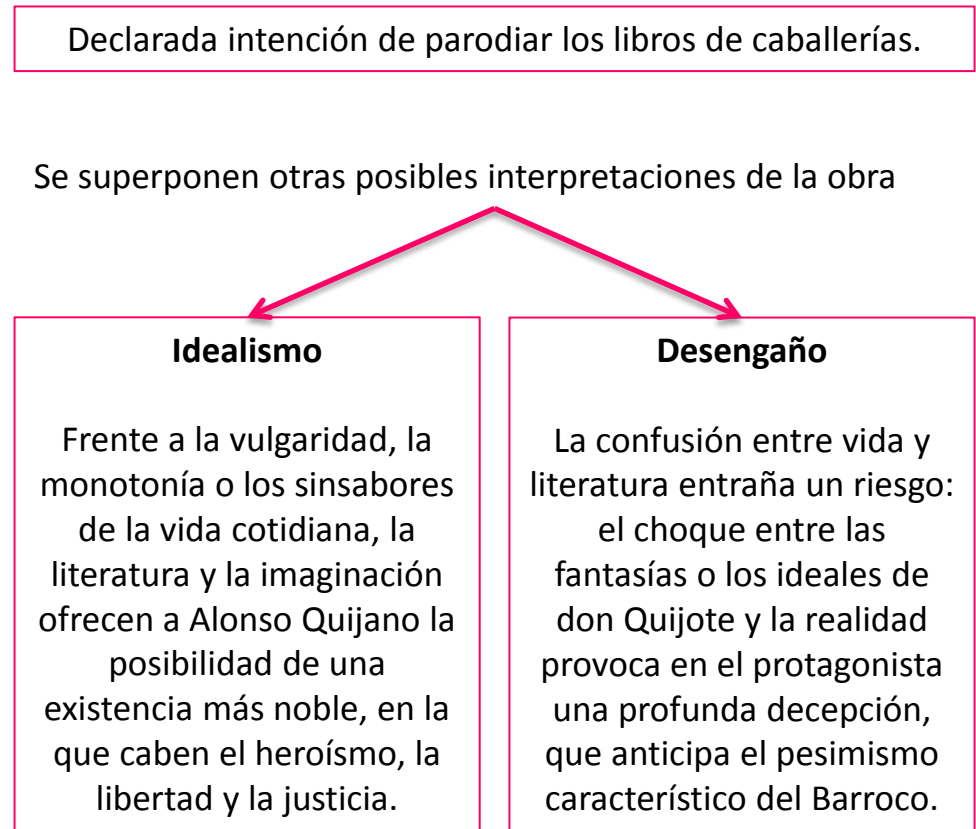 Declarada intención de parodiar los libros de caballerías.
Se superponen otras posibles interpretaciones de la obra
Idealismo
Frente a la vulgaridad, la
monotonía o los sinsabores
de la vida cotidiana, la
literatura y la imaginación
ofrecen a Alonso Quijano la
posibilidad de una
existencia más noble, en la
que caben el heroísmo, la
libertad y la justicia.
Desengaño
La confusión entre vida y
literatura entraña un riesgo:
el choque entre las
fantasías o los ideales de
don Quijote y la realidad
provoca en el protagonista
una profunda decepción,
que anticipa el pesimismo
característico del Barroco.